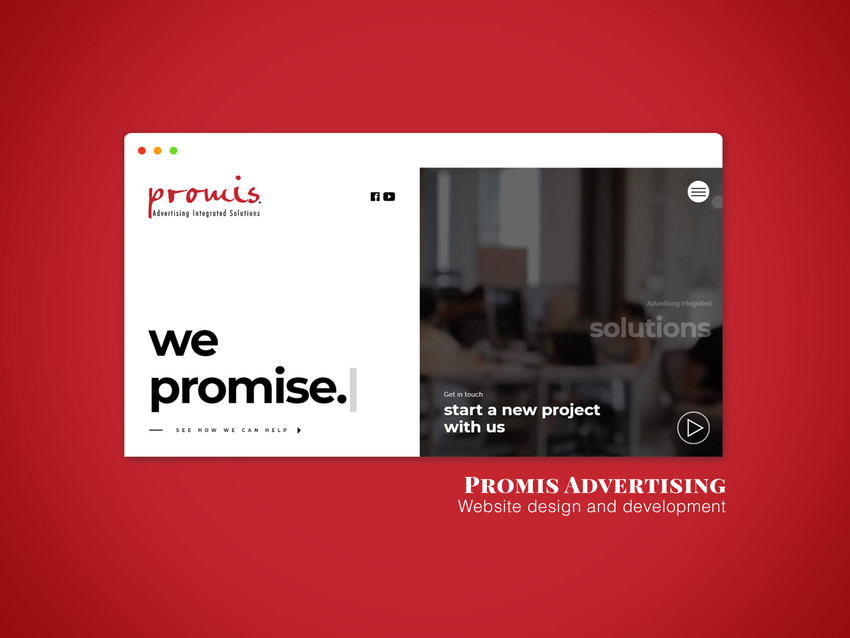 promis.
Advertising Integrated Solutions
we
promise.
SEE HOW WE CAN HELP
Advertising Integrated
solutions
Get in touch
start a new project
with us
Promis Advertising
Website design and development